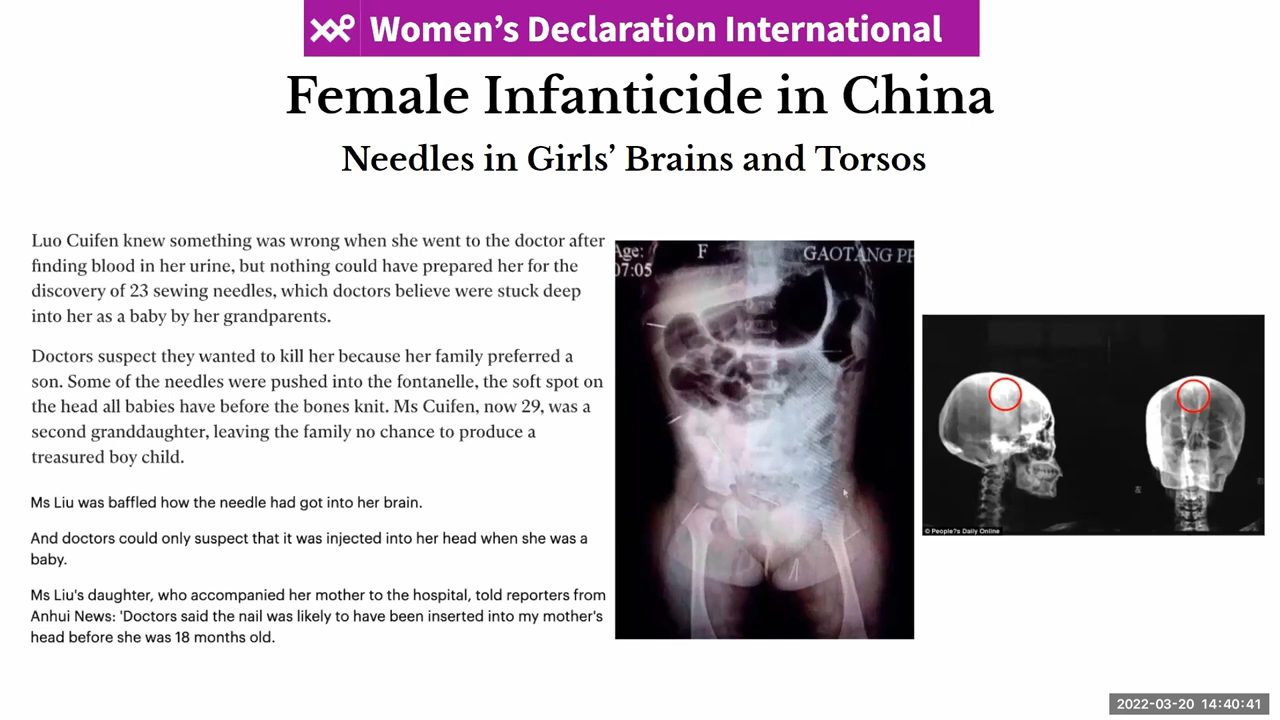 Women's Declaration International
Female Infanticide in China
Needles in Girls' Brains and Torsos
Luo Cuifen knew something was wrong when she went to the doctor after
finding blood in her urine, but nothing could have prepared her for the
discovery of 23 sewing needles, which doctors believe were stuck deep
into her as a baby by her grandparents.
Doctors suspect they wanted to kill her because her family preferred a
son. Some of the needles were pushed into the fontanelle, the soft spot on
the head all babies have before the bones knit. Ms Cuifen, now 29, was a
second granddaughter, leaving the family no chance to produce a
treasured boy child.
Ms Liu was baffled how the needle had got into her brain.
And doctors could only suspect that it was injected into her head when she was a
baby.
Ms Liu's daughter, who accompanied her mother to the hospital, told reporters from
Anhui News: 'Doctors said the nail was likely to have been inserted into my mother's
head before she was 18 months old.
Age: F GAOTANG
07:05
© People?s Daily Online
2022-03-20 14:40:41